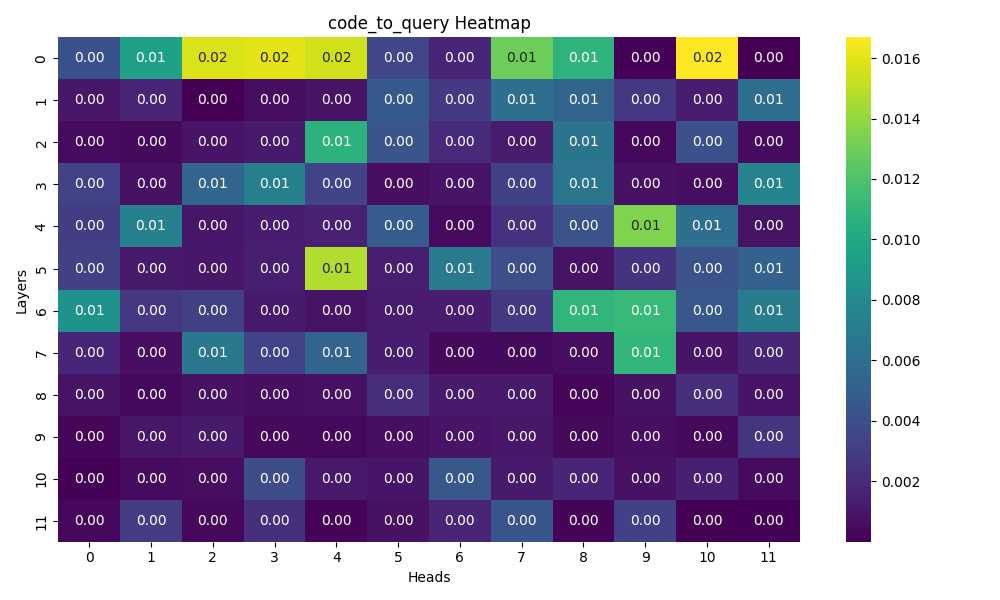 code_to_query Heatmap
0 0.00 0.01 0.02 0.02 0.02 0.00 0.00 0.01 0.01 0.00 0.02 0.00
1 0.00 0.00 0.00 0.00 0.00 0.00 0.00 0.01 0.01 0.00 0.00 0.01
2 0.00 0.00 0.00 0.00 0.01 0.00 0.00 0.00 0.01 0.00 0.00 0.00
3 0.00 0.00 0.01 0.01 0.00 0.00 0.00 0.00 0.01 0.00 0.00 0.01
4 0.00 0.01 0.00 0.00 0.00 0.00 0.00 0.00 0.00 0.01 0.01 0.00
5 0.00 0.00 0.00 0.00 0.01 0.00 0.01 0.00 0.00 0.00 0.00 0.01
6 0.01 0.00 0.00 0.00 0.00 0.00 0.00 0.00 0.01 0.01 0.00 0.01
7 0.00 0.00 0.01 0.00 0.01 0.00 0.00 0.00 0.00 0.01 0.00 0.00
8 0.00 0.00 0.00 0.00 0.00 0.00 0.00 0.00 0.00 0.00 0.00 0.00
9 0.00 0.00 0.00 0.00 0.00 0.00 0.00 0.00 0.00 0.00 0.00 0.00
10 0.00 0.00 0.00 0.00 0.00 0.00 0.00 0.00 0.00 0.00 0.00 0.00
11 0.00 0.00 0.00 0.00 0.00 0.00 0.00 0.00 0.00 0.00 0.00 0.00
0 1 2 3 4 5 6 7 8 9 10 11
Heads
Layers
0.016
0.014
0.012
0.010
0.008
0.006
0.004
0.002